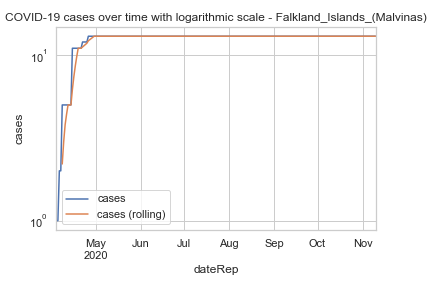 COVID-19 cases over time with logarithmic scale - Falkland_Islands_(Malvinas)
10¹
cases
10⁰
cases
cases (rolling)
May Jun Jul Aug Sep Oct Nov
2020
dateRep